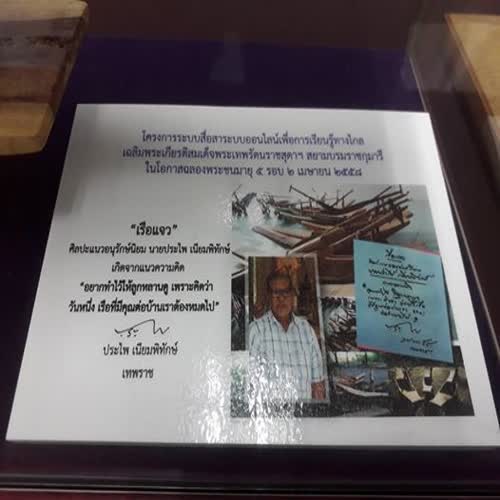 โครงการระบบสื่อสาระบบออนไลน์เพื่อการเรียนรู้ทางไกล
เฉลิมพระเกียรติสมเด็จพระเทพรัตนราชสุดาฯ สยามบรมราชกุมารี
ในโอกาสฉลองพระชนมายุ ๕ รอบ ๒ เมษายน ๒๕๕๘
“เรือแจว”
ศิลปะแนวอนุรักษ์นิยม นายประไพ เนียมพิทักษ์
เกิดจากแนวความคิด
“อยากทำไว้ให้ลูกหลานดู เพราะคิดว่า
วันหนึ่ง เรือที่มีคุณต่อบ้านเราต้องหมดไป”
ประไพ เนียมพิทักษ์
เทพราช